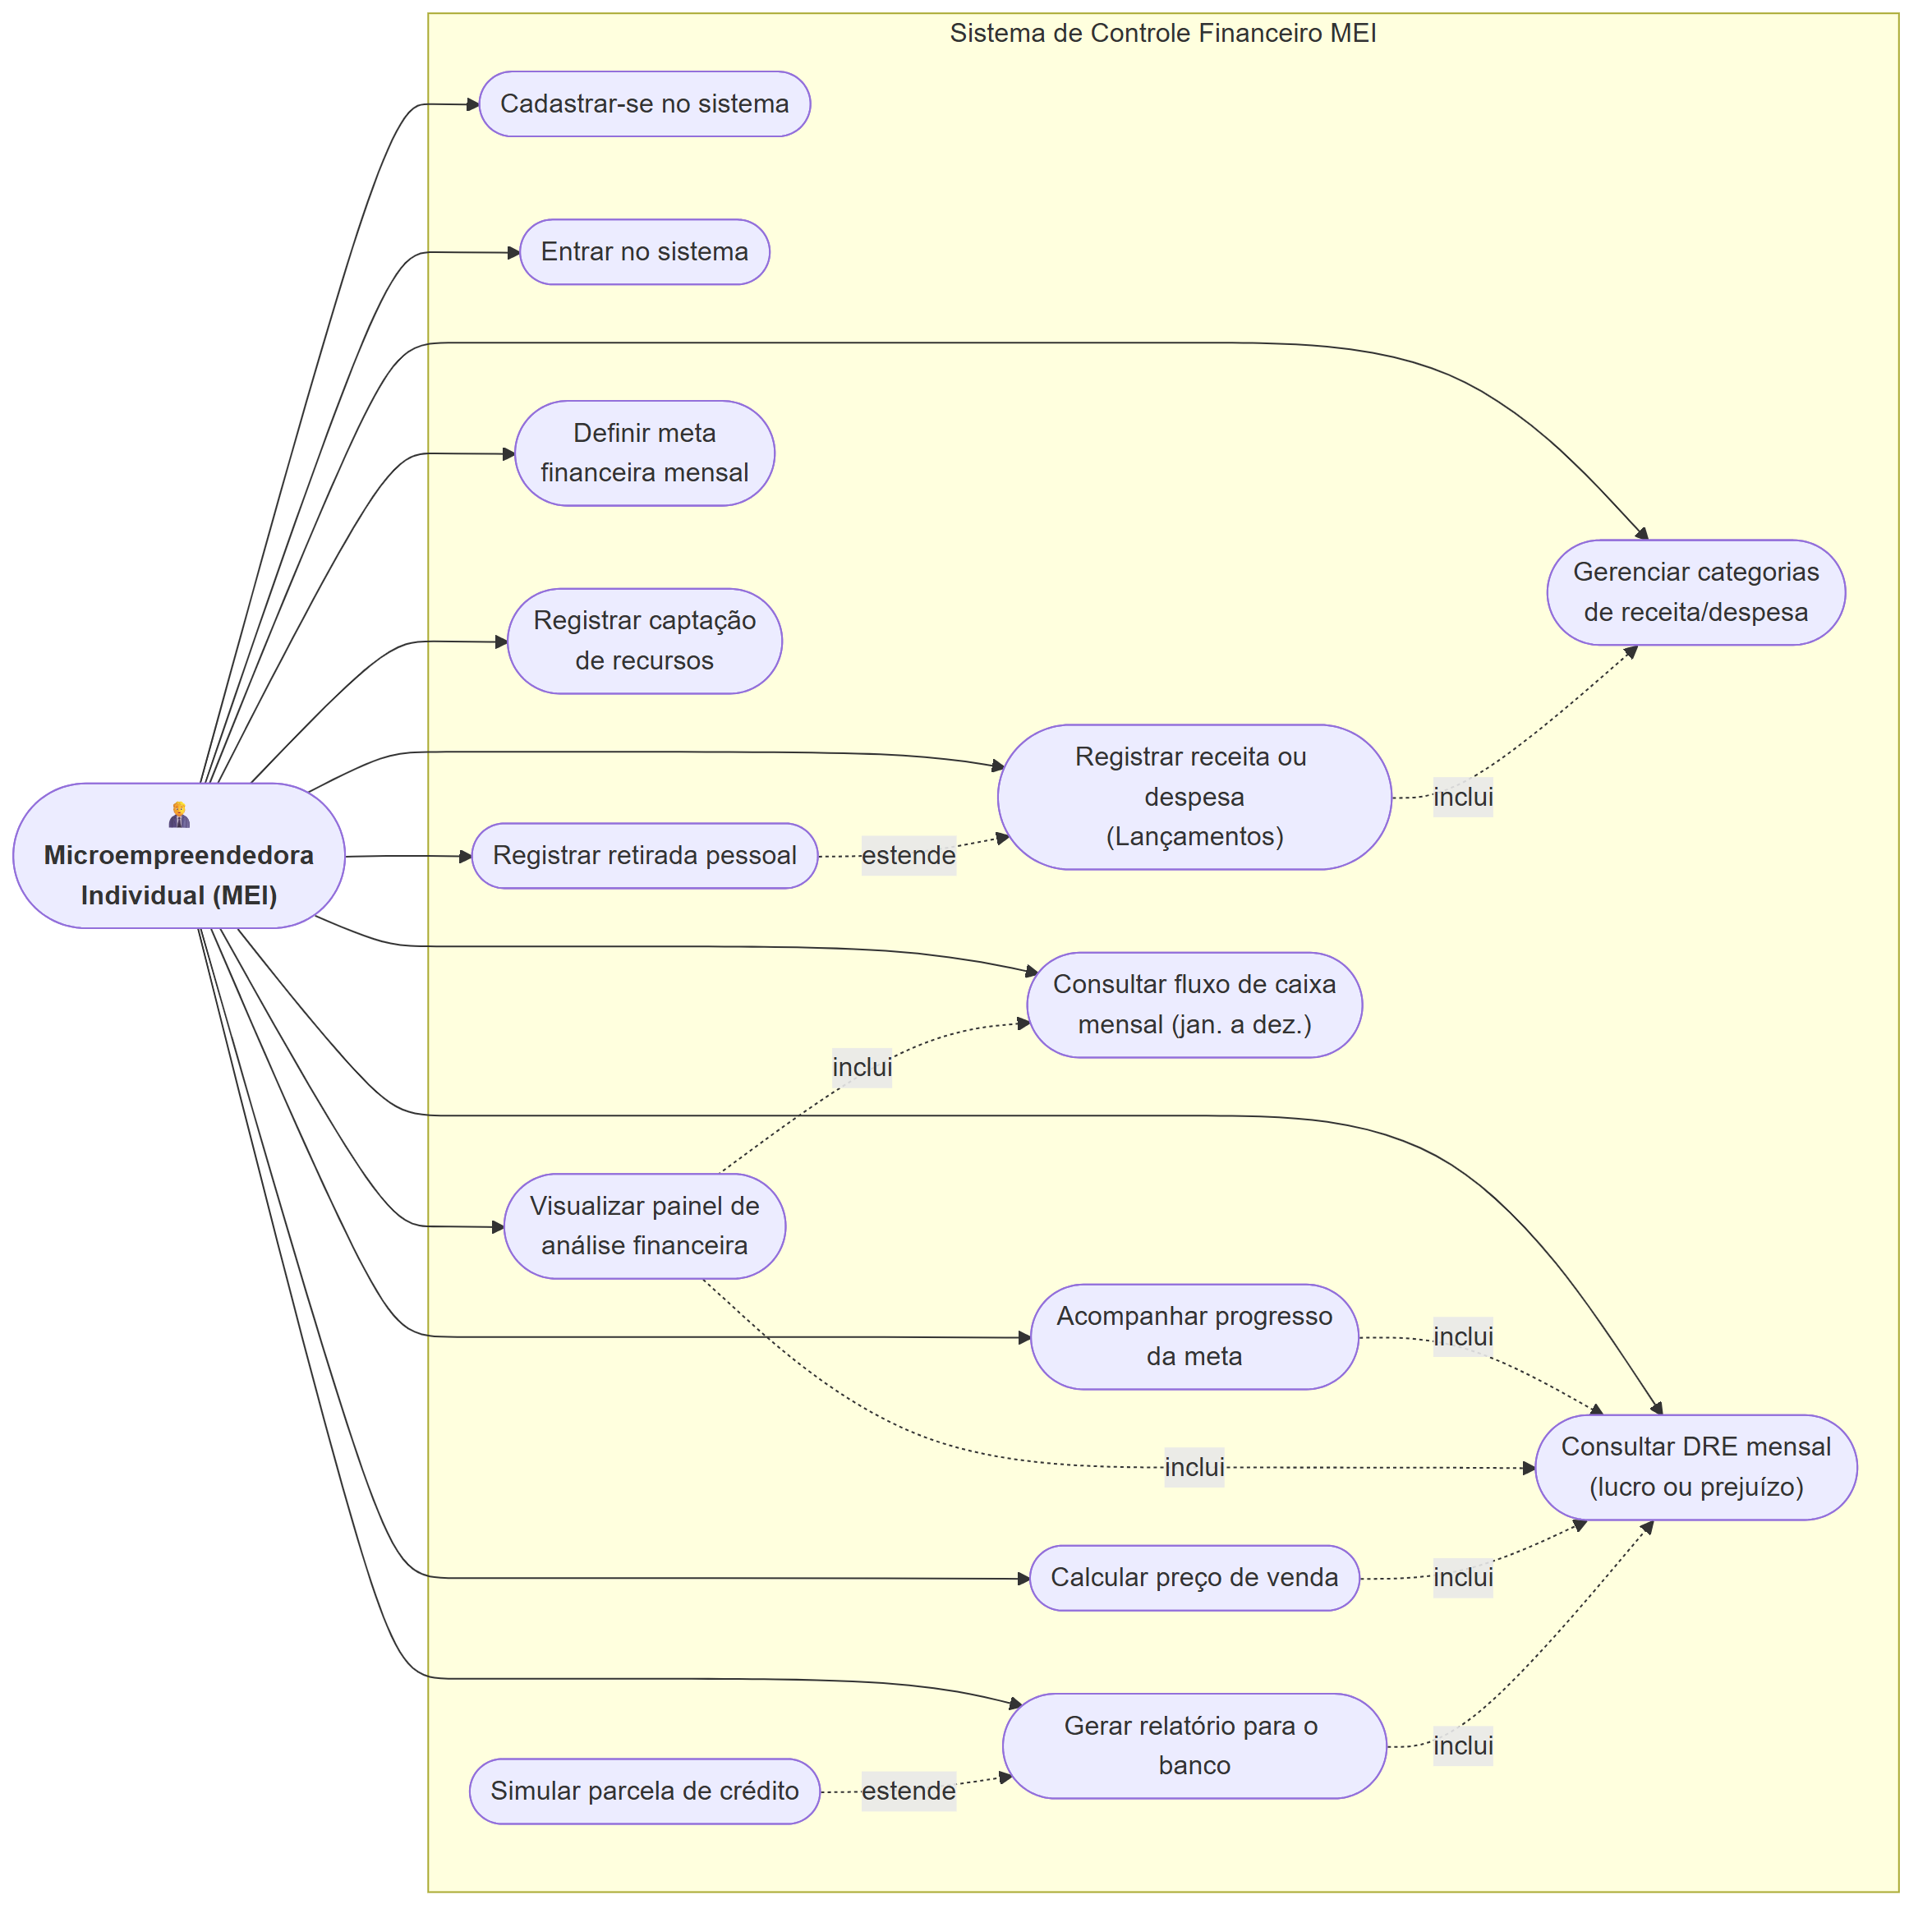 Sistema de Controle Financeiro MEI
Cadastrar-se no sistema
Entrar no sistema
Definir meta
financeira mensal
Gerenciar categorias
de receita/despesa
Registrar captação
de recursos
Registrar receita ou
despesa
(Lançamentos)
inclui
Microempreendedora
Individual (MEI)
Registrar retirada pessoal
estende
Consultar fluxo de caixa
mensal (jan. a dez.)
inclui
Visualizar painel de
análise financeira
Acompanhar progresso
da meta
inclui
Consultar DRE mensal
(lucro ou prejuízo)
inclui
Calcular preço de venda
inclui
Gerar relatório para o
banco
inclui
Simular parcela de crédito
estende